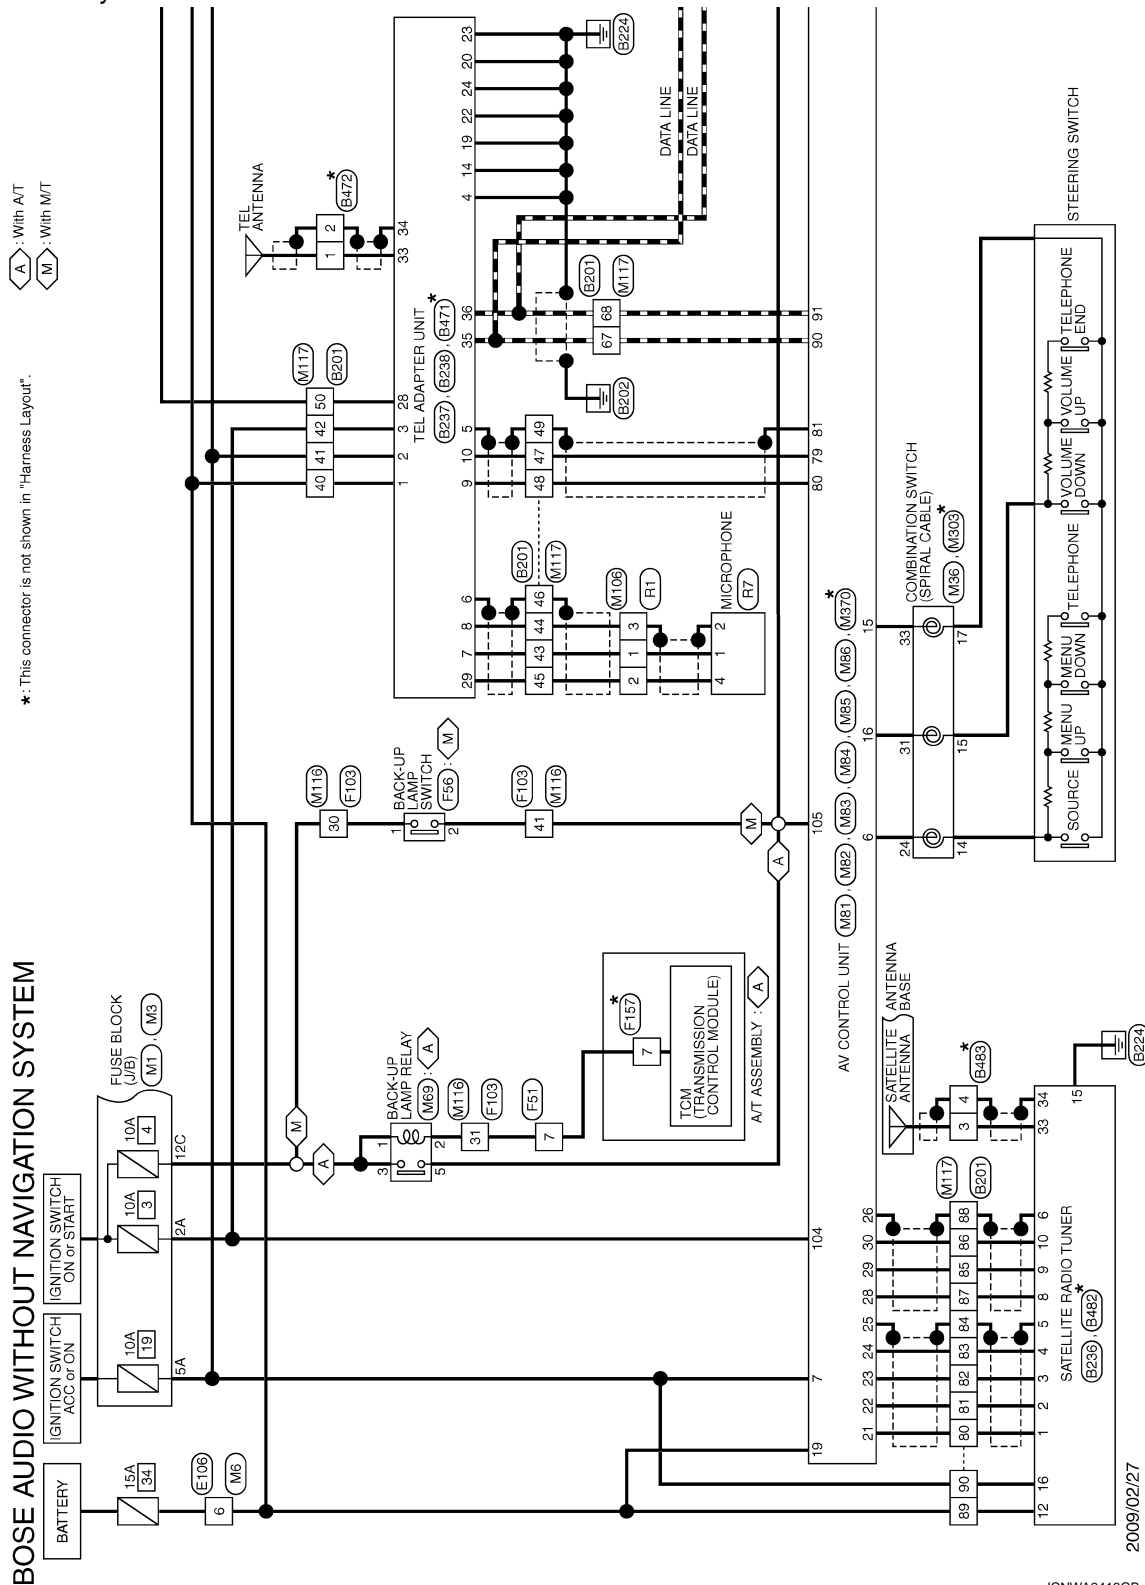 BOSE AUDIO WITHOUT NAVIGATION SYSTEM
★ : This connector is not shown in "Harness Layout".
A : With A/T
M : With M/T
BATTERY
IGNITION SWITCH
ACC or ON
IGNITION SWITCH
ON or START
15A
34
10A
19
10A
3
10A
4
FUSE BLOCK
(J/B)
M1 , M3
5A
2A
12C
E106
M6
6
M
A
BACK-UP
LAMP RELAY
M69 : A
1
2
3
5
M116
F103
31
F51
7
★
F157
7
TCM
(TRANSMISSION
CONTROL MODULE)
A/T ASSEMBLY : A
M116
F103
30
BACK-UP
LAMP
SWITCH
F56 : M
1
2
F103
M116
41
M
A
M117
B201
40
41
42
50
1
2
3
28
TEL
ANTENNA
★
B472
1
2
33
34
TEL ADAPTER UNIT
★
B237 , B238 , B471
29
7
8
6
9
10
5
35
36
4
14
19
22
24
20
23
B224
B201
M117
45
43
44
46
48
47
49
M106
R1
2
1
3
4
1
2
MICROPHONE
R7
B202
B201
M117
67
68
DATA LINE
DATA LINE
19
7
104
105
80
79
81
90
91
AV CONTROL UNIT
★
M81 , M82 , M83 , M84 , M85 , M86 , M370
21
22
23
24
25
28
29
30
26
6
16
15
M117
B201
89
90
80
81
82
83
84
87
85
86
88
12
16
1
2
3
4
5
8
9
10
6
SATELLITE
ANTENNA
ANTENNA
BASE
★
B483
3
4
33
34
15
B224
SATELLITE RADIO TUNER
★
B236 , B482
COMBINATION SWITCH
(SPIRAL CABLE)
★
M36 , M303
24
31
33
14
15
17
STEERING SWITCH
SOURCE
MENU
UP
MENU
DOWN
TELEPHONE
VOLUME
DOWN
VOLUME
UP
TELEPHONE
END
2009/02/27